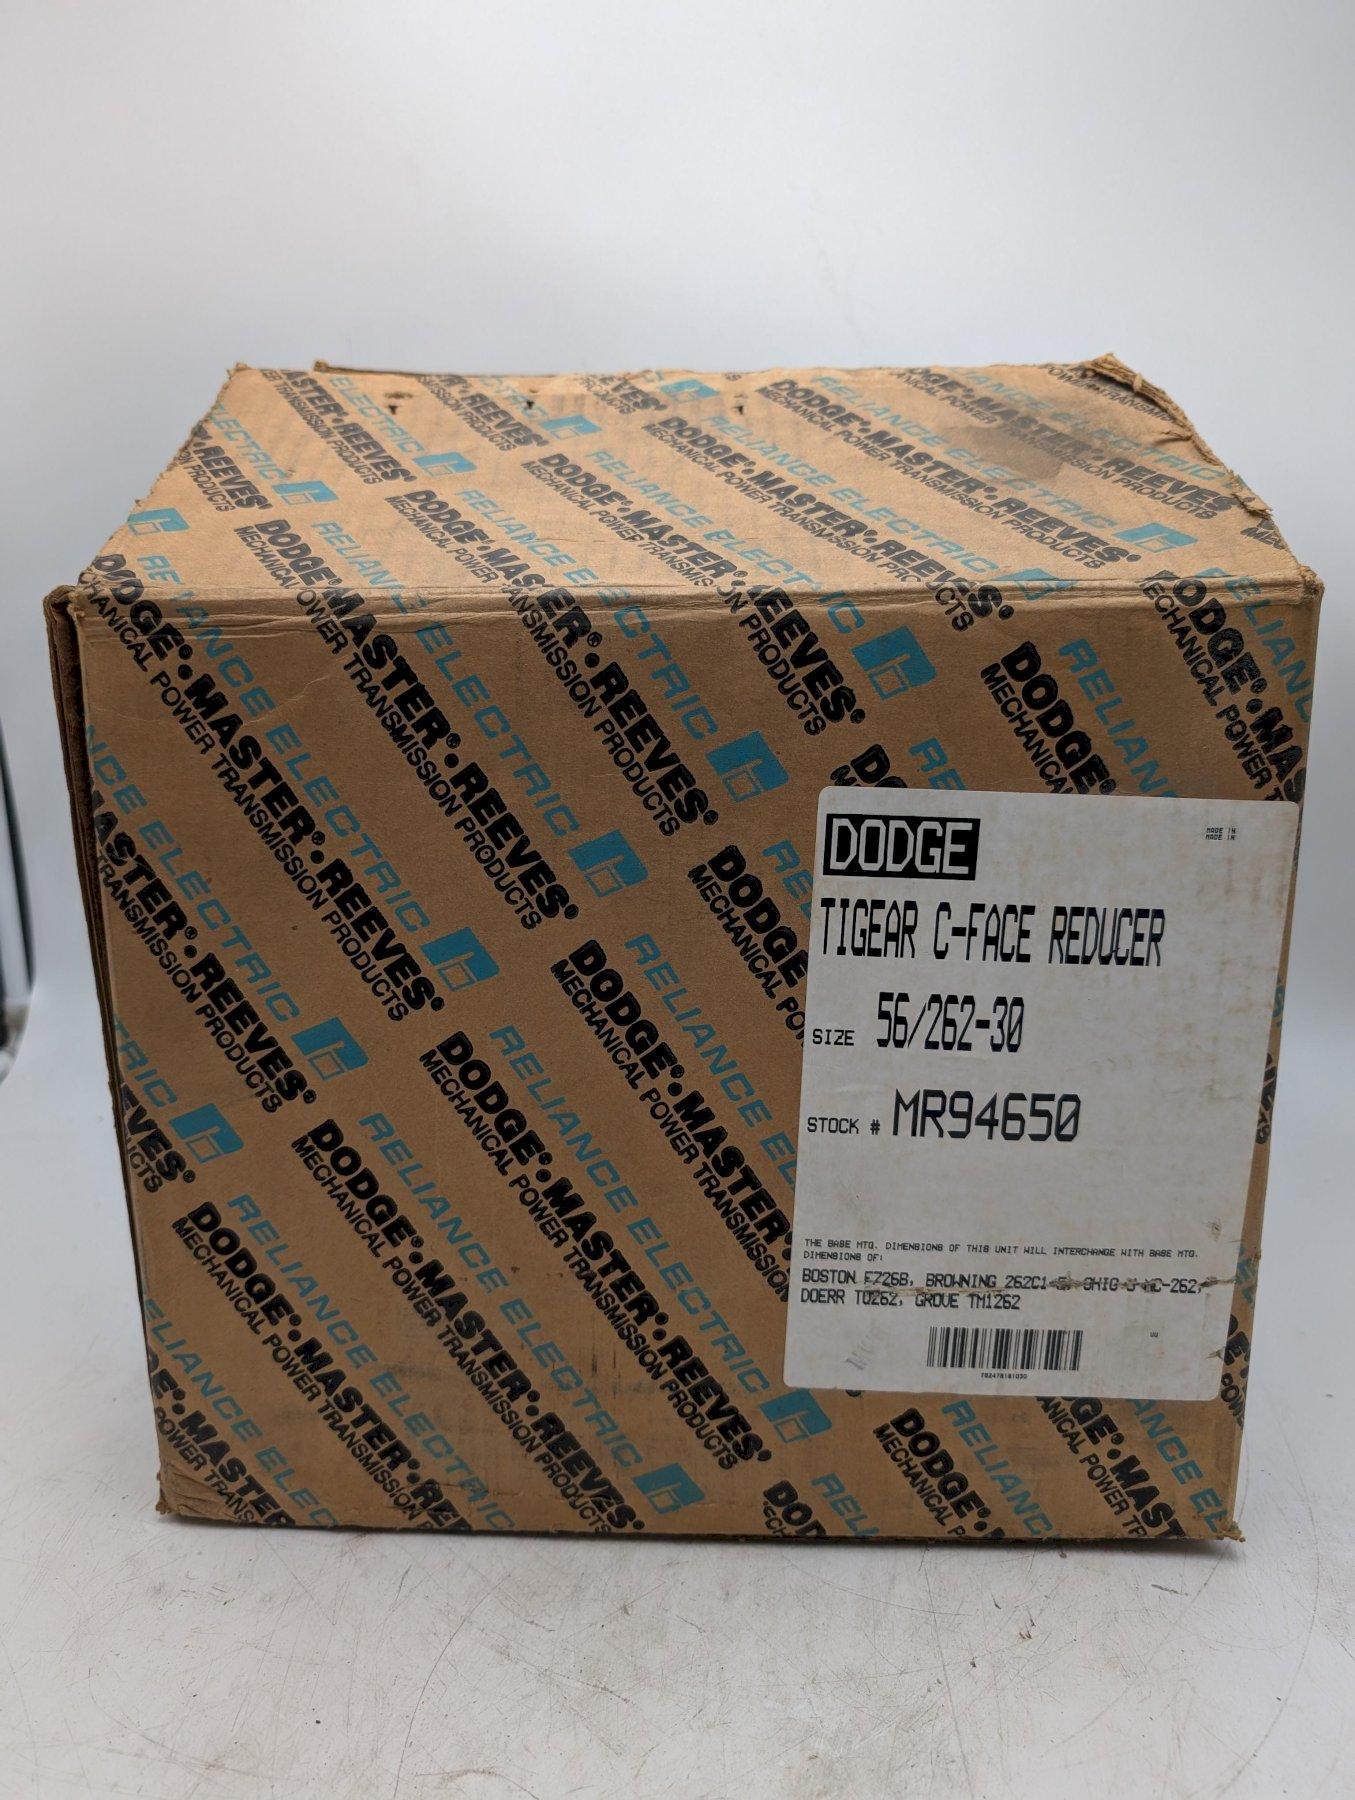 DODGE
MADE IN
MADE IN
TIGEAR C-FACE REDUCER
SIZE 56/262-30
STOCK # MR94650
THE BASE MTG. DIMENSIONS OF THIS UNIT WILL INTERCHANGE WITH BASE MTG.
DIMENSIONS OF:
BOSTON F726B, BROWNING
DOERR T0262, GROVE TM1262
RELIANCE ELECTRIC
DODGE®•MASTER®•REEVES®
MECHANICAL POWER TRANSMISSION PRODUCTS